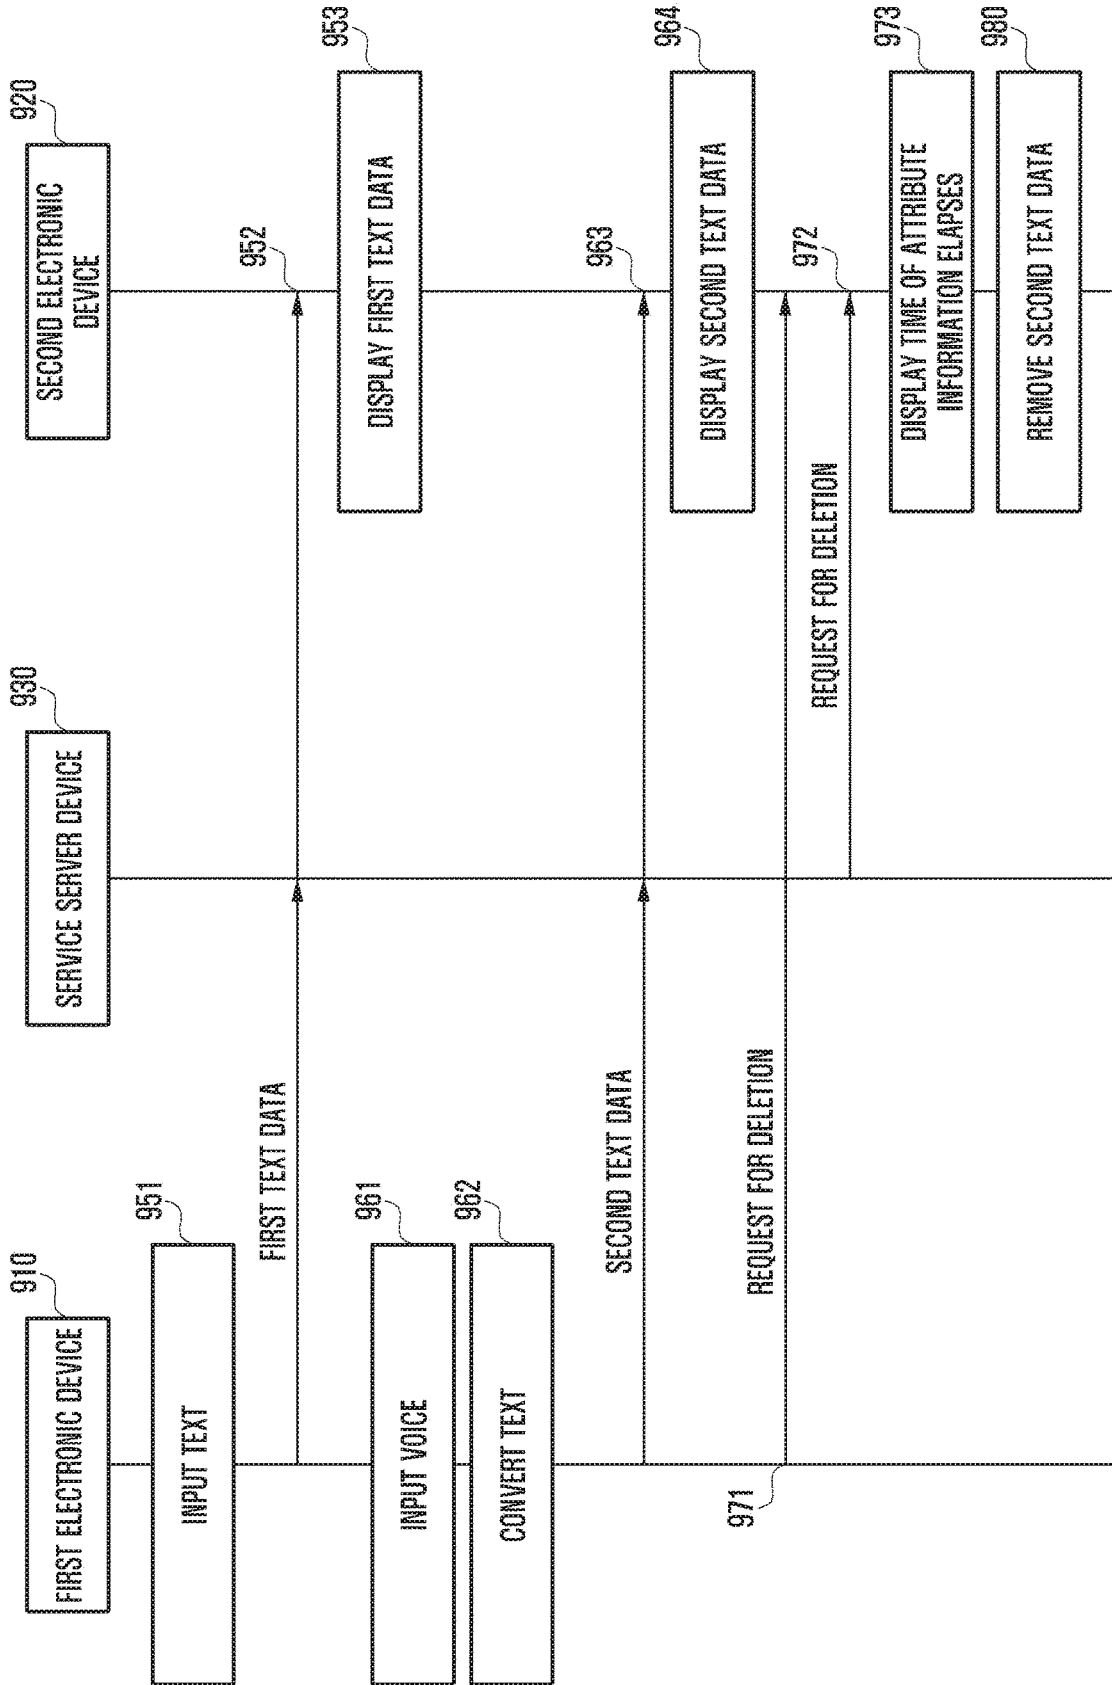 910
FIRST ELECTRONIC DEVICE
930
SERVICE SERVER DEVICE
920
SECOND ELECTRONIC
DEVICE
951
INPUT TEXT
FIRST TEXT DATA
952
953
DISPLAY FIRST TEXT DATA
961
INPUT VOICE
962
CONVERT TEXT
SECOND TEXT DATA
963
964
DISPLAY SECOND TEXT DATA
971
REQUEST FOR DELETION
REQUEST FOR DELETION
972
973
DISPLAY TIME OF ATTRIBUTE
INFORMATION ELAPSES
980
REMOVE SECOND TEXT DATA